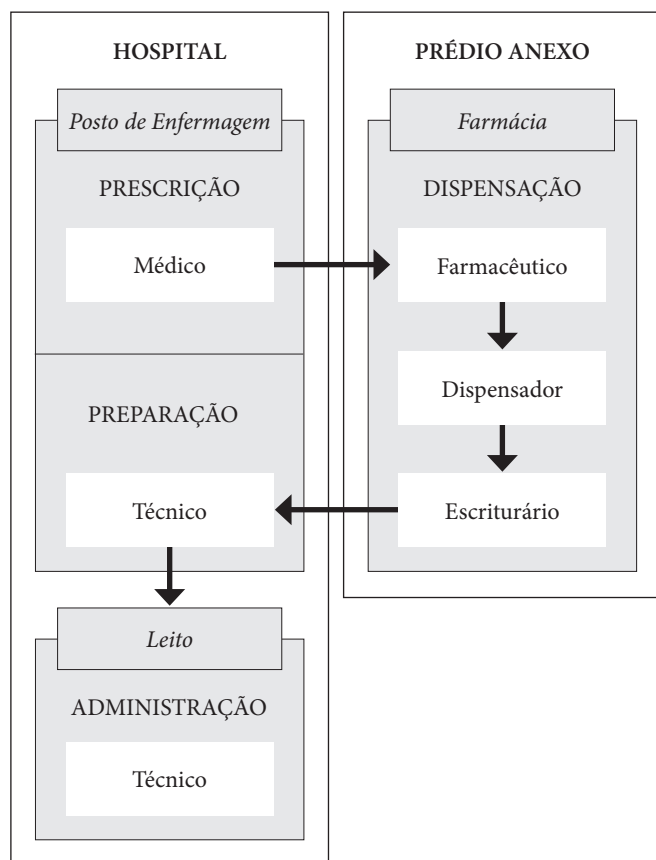 HOSPITAL
Posto de Enfermagem
PRESCRIÇÃO
Médico
PREPARAÇÃO
Técnico
Leito
ADMINISTRAÇÃO
Técnico
PRÉDIO ANEXO
Farmácia
DISPENSAÇÃO
Farmacêutico
Dispensador
Escriturário